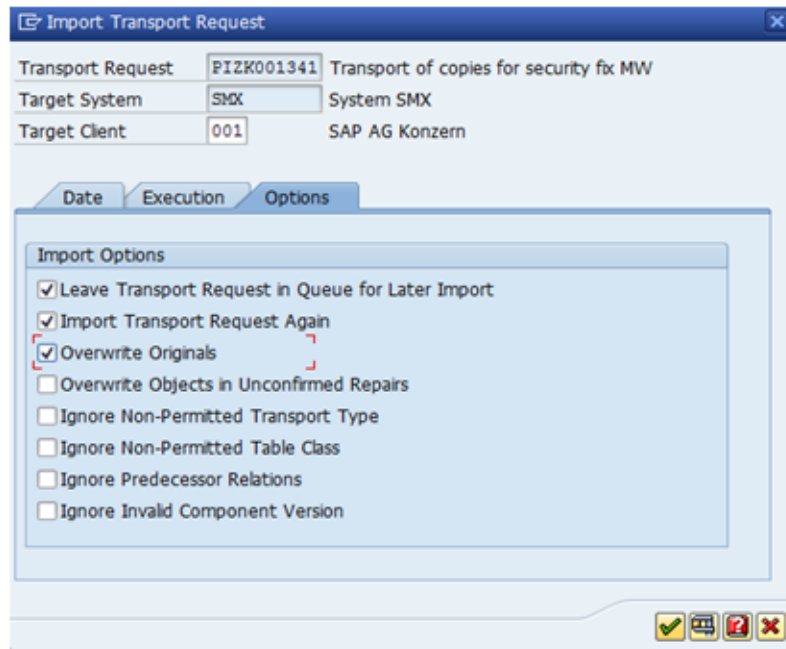 Import Transport Request
Transport Request PIZK001341 Transport of copies for security fix MW
Target System SMX System SMX
Target Client 001 SAP AG Konzern
Date Execution Options
Import Options
Leave Transport Request in Queue for Later Import
Import Transport Request Again
Overwrite Originals
Overwrite Objects in Unconfirmed Repairs
Ignore Non-Permitted Transport Type
Ignore Non-Permitted Table Class
Ignore Predecessor Relations
Ignore Invalid Component Version